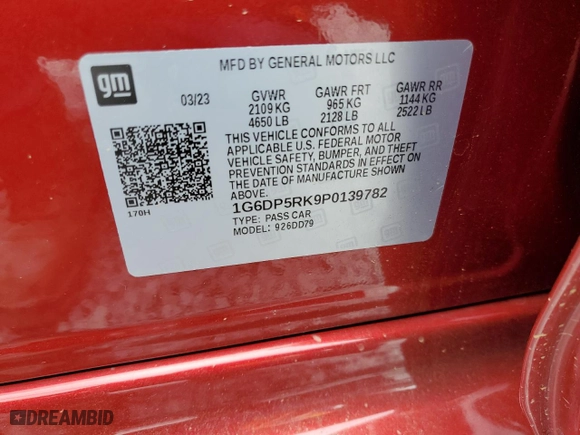 MFD BY GENERAL MOTORS LLC
gm
03/23 GVWR GAWR FRT GAWR RR
2109 KG 965 KG 1144 KG
4650 LB 2128 LB 2522 LB
THIS VEHICLE CONFORMS TO ALL
APPLICABLE U.S. FEDERAL MOTOR
VEHICLE SAFETY, BUMPER, AND THEFT
PREVENTION STANDARDS IN EFFECT ON
THE DATE OF MANUFACTURE SHOWN
ABOVE.
170H
1G6DP5RK9P0139782
TYPE: PASS CAR
MODEL: 926DD79
DREAMBID